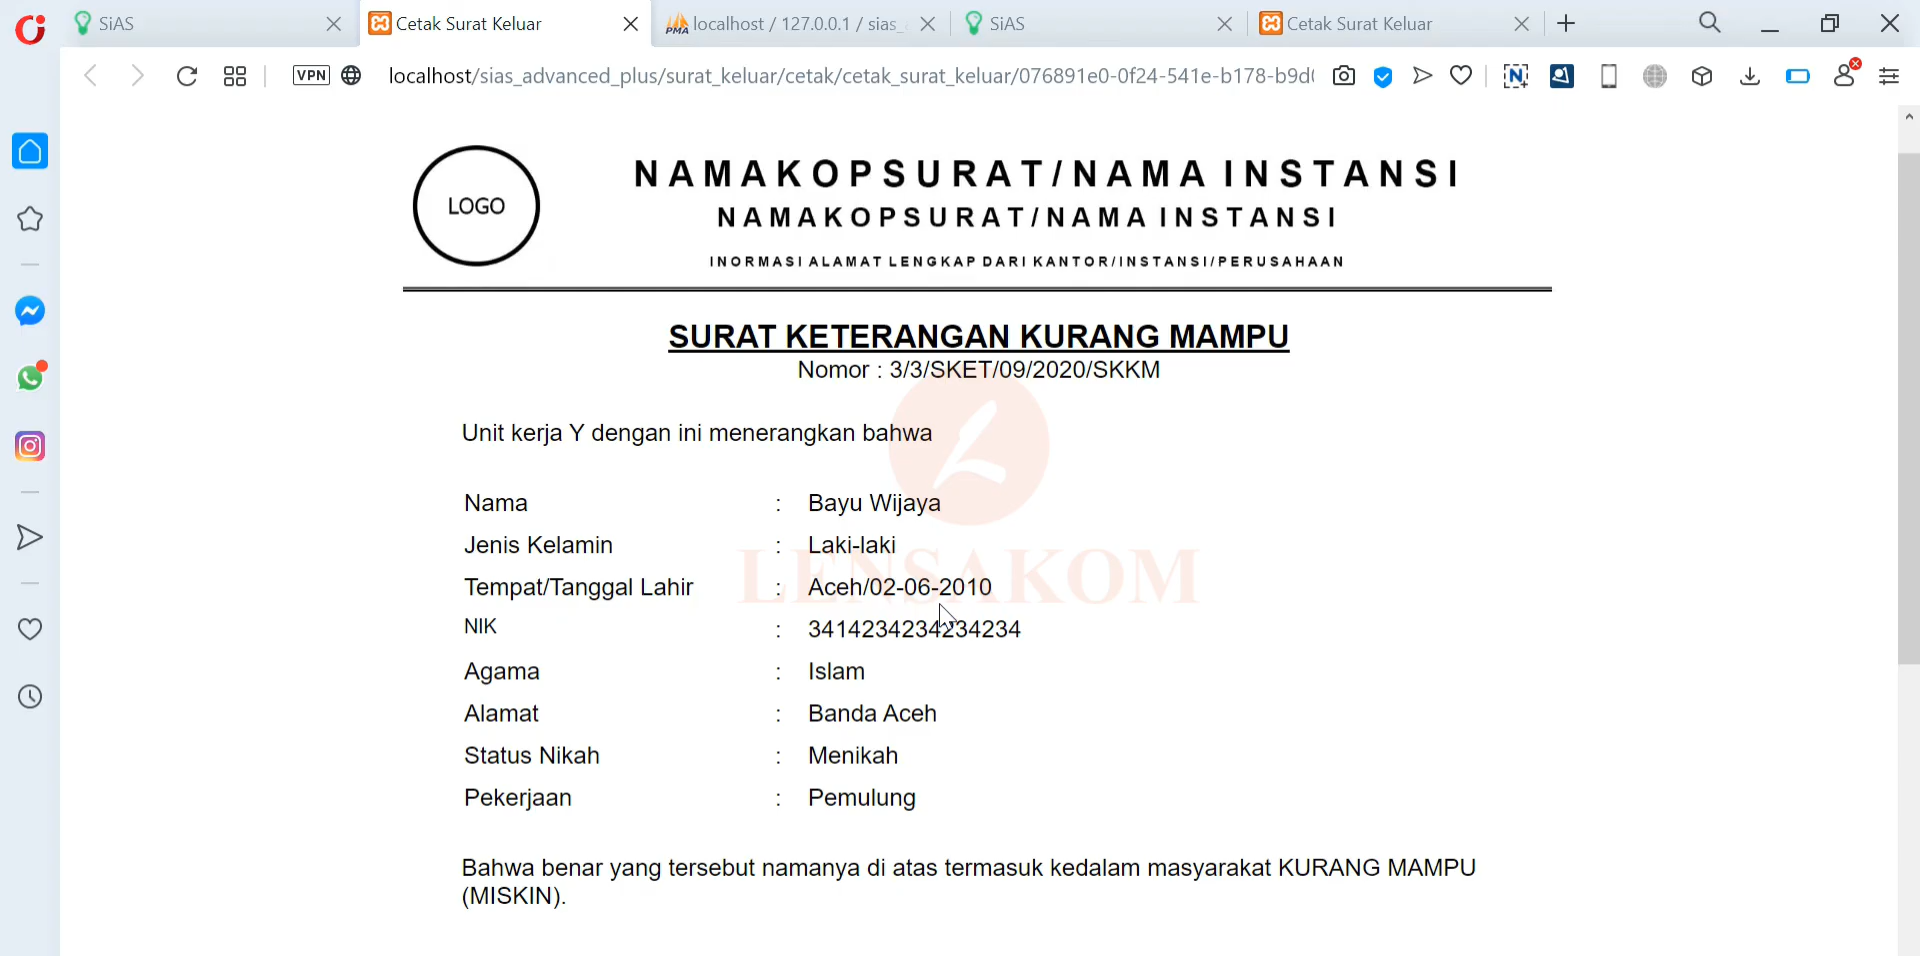 SiAS
Cetak Surat Keluar
PMA localhost / 127.0.0.1 / sias_
SiAS
Cetak Surat Keluar
VPN
localhost/sias_advanced_plus/surat_keluar/cetak/cetak_surat_keluar/076891e0-0f24-541e-b178-b9d
LOGO
NAMAKOPSURAT/NAMA INSTANSI
NAMAKOPSURAT/NAMA INSTANSI
INORMASI ALAMAT LENGKAP DARI KANTOR/INSTANSI/PERUSAHAAN
SURAT KETERANGAN KURANG MAMPU
Nomor : 3/3/SKET/09/2020/SKKM
Unit kerja Y dengan ini menerangkan bahwa
Nama : Bayu Wijaya
Jenis Kelamin : Laki-laki
LENSAKOM
Tempat/Tanggal Lahir : Aceh/02-06-2010
NIK : 3414234234234234
Agama : Islam
Alamat : Banda Aceh
Status Nikah : Menikah
Pekerjaan : Pemulung
Bahwa benar yang tersebut namanya di atas termasuk kedalam masyarakat KURANG MAMPU
(MISKIN).